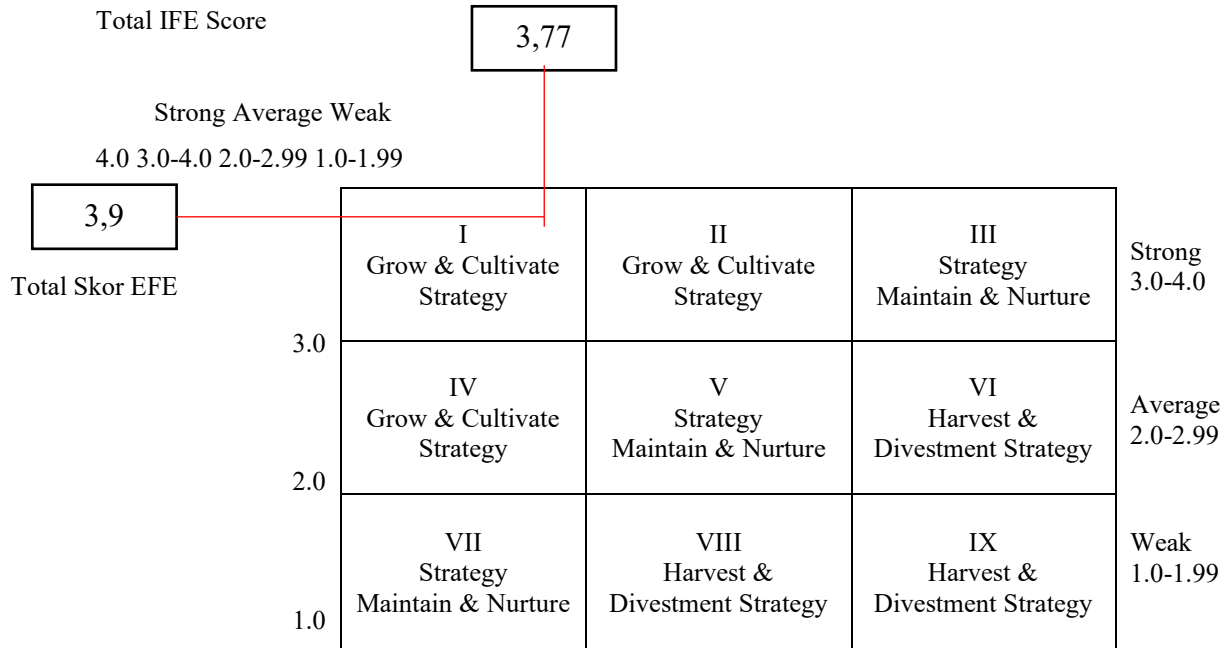 Total IFE Score
3,77
Strong Average Weak
4.0 3.0-4.0 2.0-2.99 1.0-1.99
3,9
Total Skor EFE
I
Grow & Cultivate
Strategy
II
Grow & Cultivate
Strategy
III
Strategy
Maintain & Nurture
Strong
3.0-4.0
3.0
IV
Grow & Cultivate
Strategy
V
Strategy
Maintain & Nurture
VI
Harvest &
Divestment Strategy
Average
2.0-2.99
2.0
VII
Strategy
Maintain & Nurture
VIII
Harvest &
Divestment Strategy
IX
Harvest &
Divestment Strategy
Weak
1.0-1.99
1.0